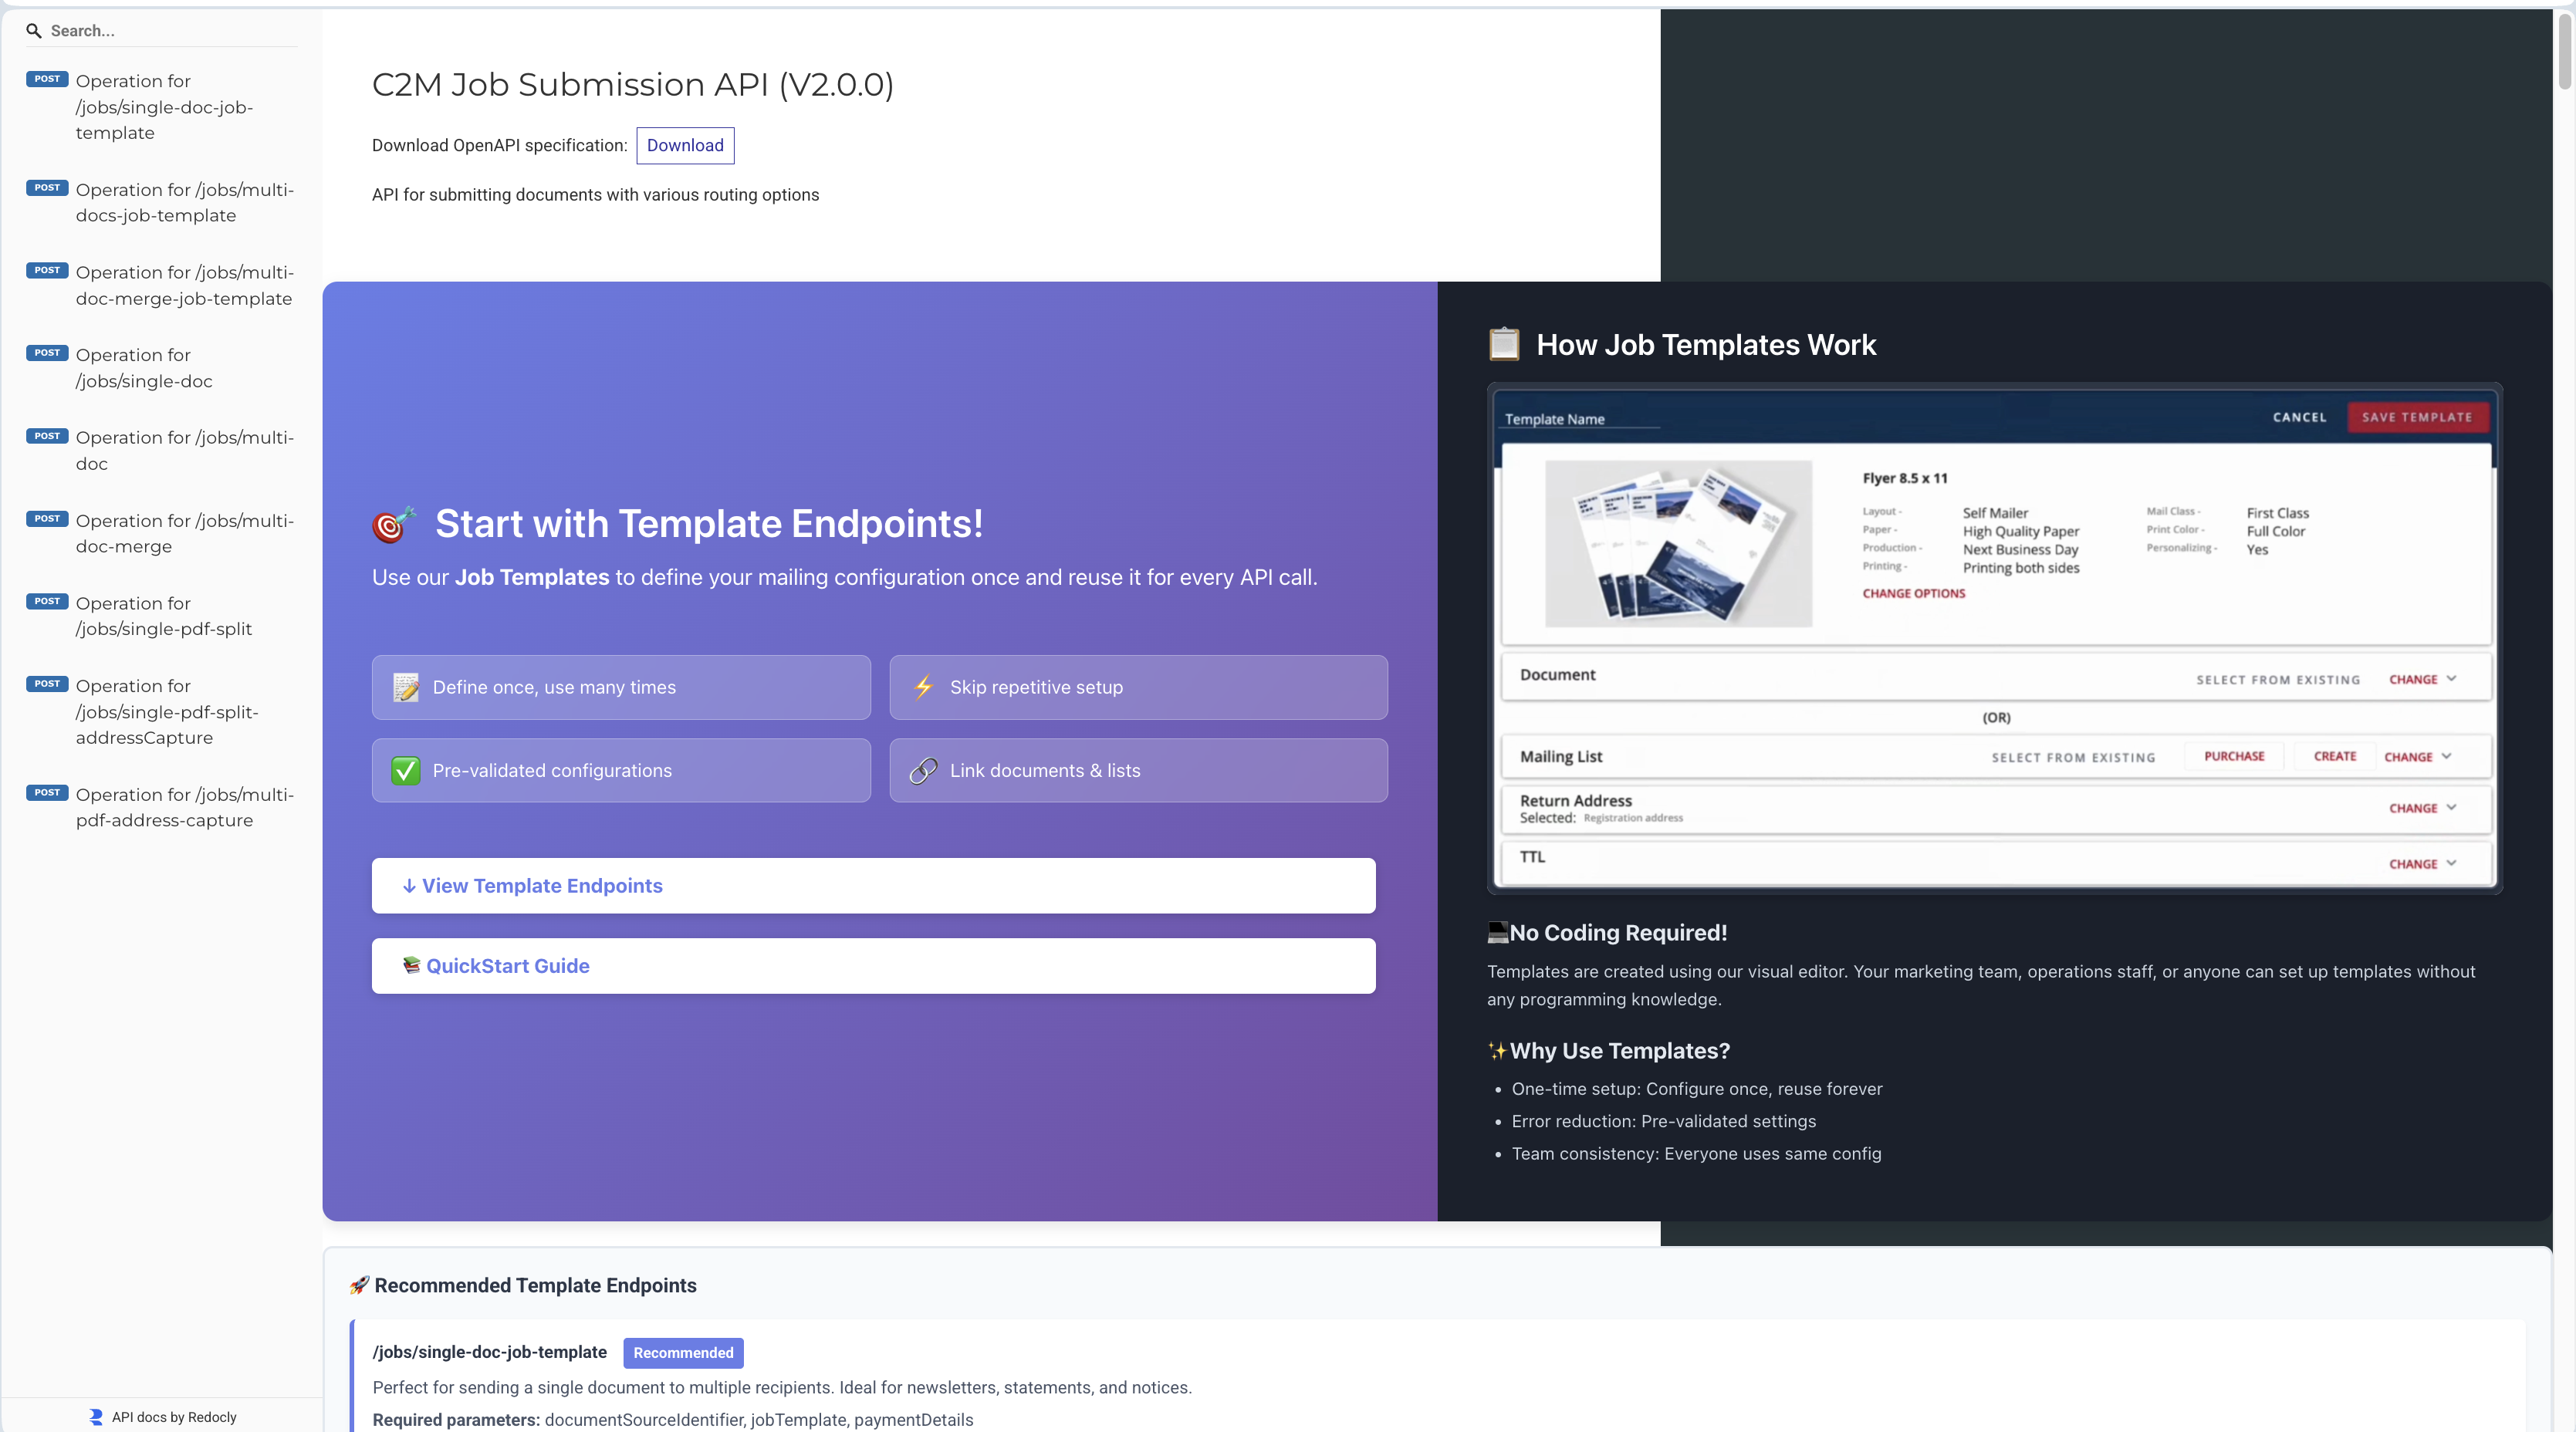 Search...
POST Operation for
/jobs/single-doc-job-
template
POST Operation for /jobs/multi-
docs-job-template
POST Operation for /jobs/multi-
doc-merge-job-template
POST Operation for
/jobs/single-doc
POST Operation for /jobs/multi-
doc
POST Operation for /jobs/multi-
doc-merge
POST Operation for
/jobs/single-pdf-split
POST Operation for
/jobs/single-pdf-split-
addressCapture
POST Operation for /jobs/multi-
pdf-address-capture
API docs by Redocly
C2M Job Submission API (V2.0.0)
Download OpenAPI specification: Download
API for submitting documents with various routing options
🎯 Start with Template Endpoints!
Use our Job Templates to define your mailing configuration once and reuse it for every API call.
📝 Define once, use many times
⚡ Skip repetitive setup
✅ Pre-validated configurations
🔗 Link documents & lists
↓ View Template Endpoints
📚 QuickStart Guide
📋 How Job Templates Work
Template Name
CANCEL SAVE TEMPLATE
Flyer 8.5 x 11
Layout - Self Mailer Mail Class - First Class
Paper - High Quality Paper Print Color - Full Color
Production - Next Business Day Personalizing - Yes
Printing - Printing both sides
CHANGE OPTIONS
Document SELECT FROM EXISTING CHANGE
(OR)
Mailing List SELECT FROM EXISTING PURCHASE CREATE CHANGE
Return Address
Selected: Registration address CHANGE
TTL CHANGE
💻No Coding Required!
Templates are created using our visual editor. Your marketing team, operations staff, or anyone can set up templates without
any programming knowledge.
✨Why Use Templates?
• One-time setup: Configure once, reuse forever
• Error reduction: Pre-validated settings
• Team consistency: Everyone uses same config
🚀 Recommended Template Endpoints
/jobs/single-doc-job-template Recommended
Perfect for sending a single document to multiple recipients. Ideal for newsletters, statements, and notices.
Required parameters: documentSourceIdentifier, jobTemplate, paymentDetails